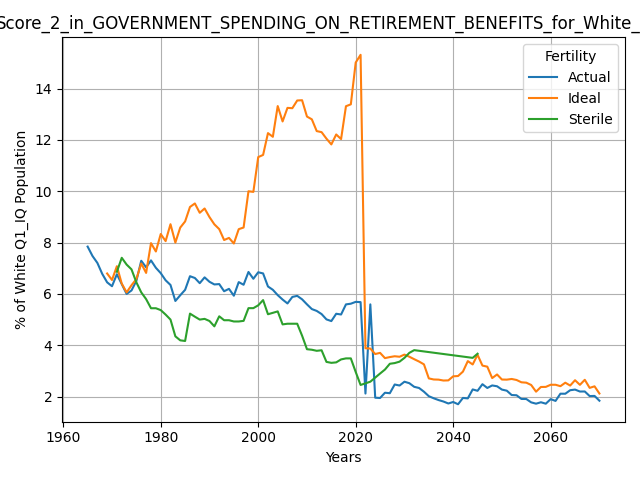 Score_2_in_GOVERNMENT_SPENDING_ON_RETIREMENT_BENEFITS_for_White_
Fertility
Actual
Ideal
Sterile
% of White Q1_IQ Population
14
12
10
8
6
4
2
1960
1980
2000
2020
2040
2060
Years